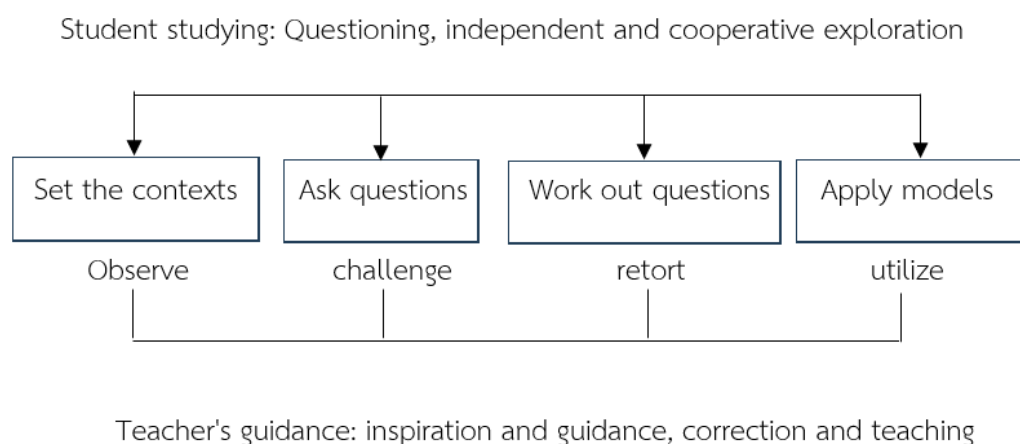 Student studying: Questioning, independent and cooperative exploration
Set the contexts
Ask questions
Work out questions
Apply models
Observe
challenge
retort
utilize
Teacher's guidance: inspiration and guidance, correction and teaching